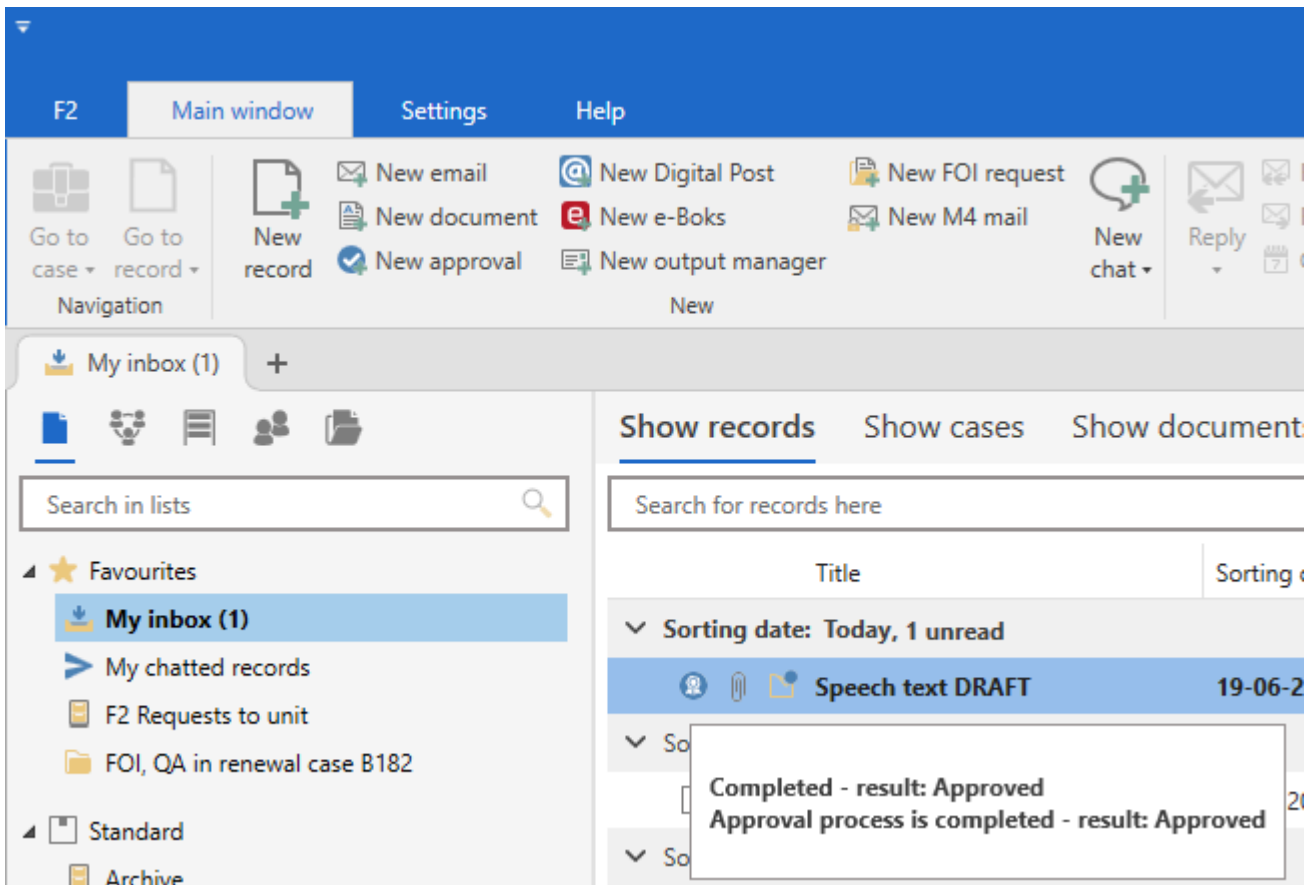 F2 Main window Settings Help
New email New Digital Post New FOI request
New document New e-Boks New M4 mail
Go to case Go to record New record New approval New output manager New chat Reply
Navigation New
My inbox (1) +
Show records Show cases Show documents
Search in lists
Search for records here
Favourites
Title Sorting
My inbox (1)
Sorting date: Today, 1 unread
My chatted records
Speech text DRAFT 19-06-2
F2 Requests to unit
So
FOI, QA in renewal case B182
Completed - result: Approved
Approval process is completed - result: Approved
20
Standard
So
Archive